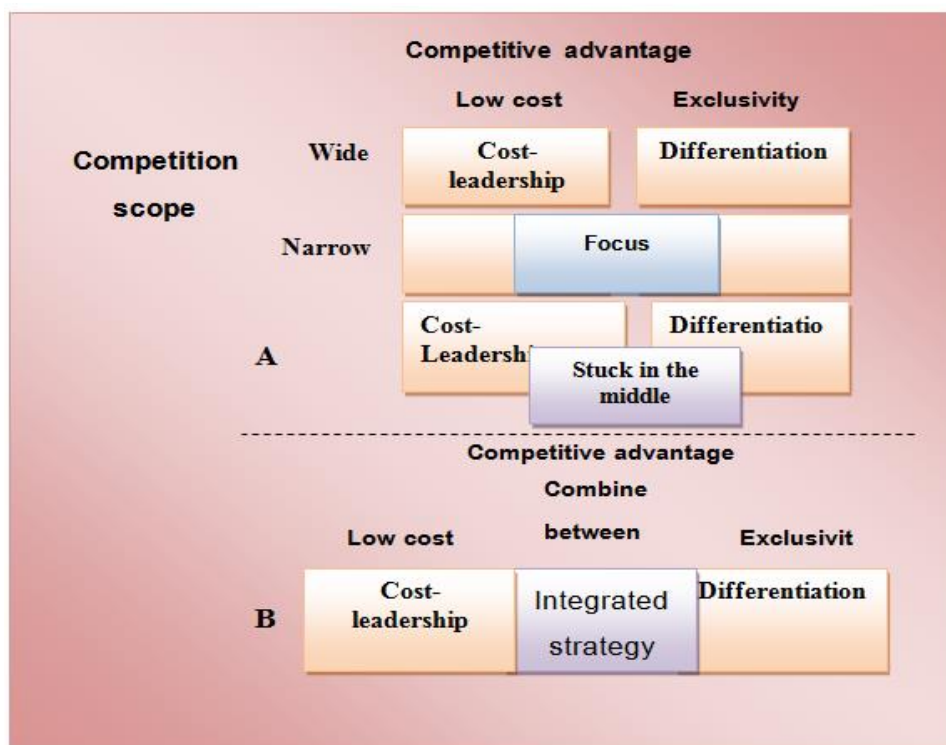 Competitive advantage
Low cost Exclusivity
Competition
scope
Wide
Cost-
leadership
Differentiation
Narrow
Focus
A
Cost-
Leadershi
Differentiatio
Stuck in the
middle
Competitive advantage
Combine
between
Low cost Exclusivit
B
Cost-
leadership
Integrated
strategy
Differentiation